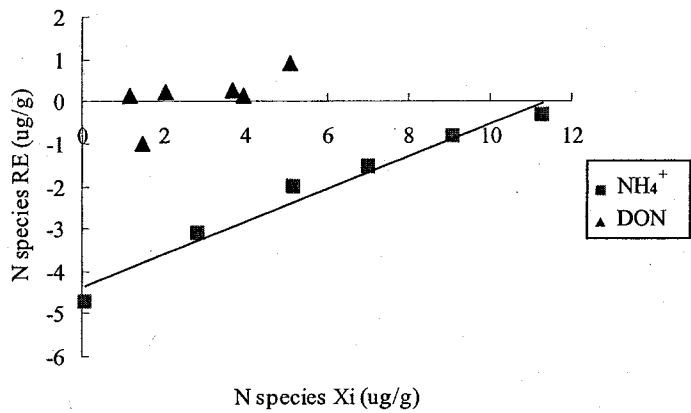 N species RE (ug/g)
2
1
0
-1
-2
-3
-4
-5
-6
0 2 4 6 8 10 12
NH₄⁺
DON
N species Xi (ug/g)